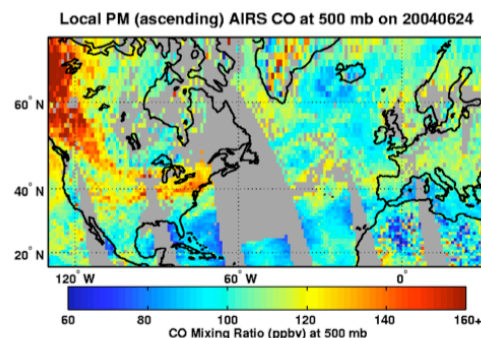 Local PM (ascending) AIRS CO at 500 mb on 20040624
60° N
40° N
20° N
120° W
60° W
0°
60
80
100
120
140
160+
CO Mixing Ratio (ppbv) at 500 mb